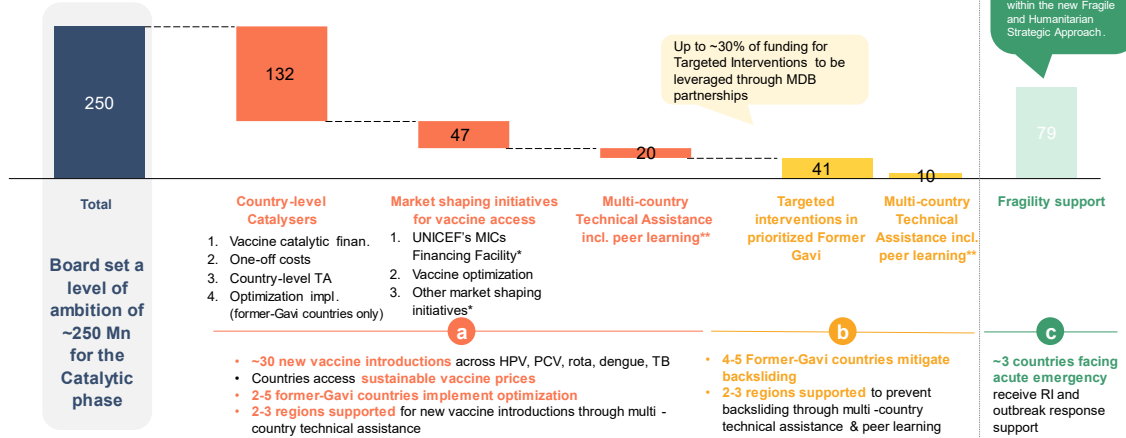 within the new Fragile
and Humanitarian
Strategic Approach.
Up to ~30% of funding for
Targeted Interventions to be
leveraged through MDB
partnerships
250
132
47
20
41
10
79
Total
Country-level
Catalysers
1. Vaccine catalytic finan.
2. One-off costs
3. Country-level TA
4. Optimization impl.
(former-Gavi countries only)
Market shaping initiatives
for vaccine access
1. UNICEF's MICs
Financing Facility*
2. Vaccine optimization
3. Other market shaping
initiatives*
Multi-country
Technical Assistance
incl. peer learning**
Targeted
interventions in
prioritized Former
Gavi
Multi-country
Technical
Assistance incl.
peer learning**
Fragility support
Board set a
level of
ambition of
~250 Mn
for the
Catalytic
phase
a
• ~30 new vaccine introductions across HPV, PCV, rota, dengue, TB
• Countries access sustainable vaccine prices
• 2-5 former-Gavi countries implement optimization
• 2-3 regions supported for new vaccine introductions through multi -
country technical assistance
b
• 4-5 Former-Gavi countries mitigate
backsliding
• 2-3 regions supported to prevent
backsliding through multi -country
technical assistance & peer learning
c
~3 countries facing
acute emergency
receive RI and
outbreak response
support